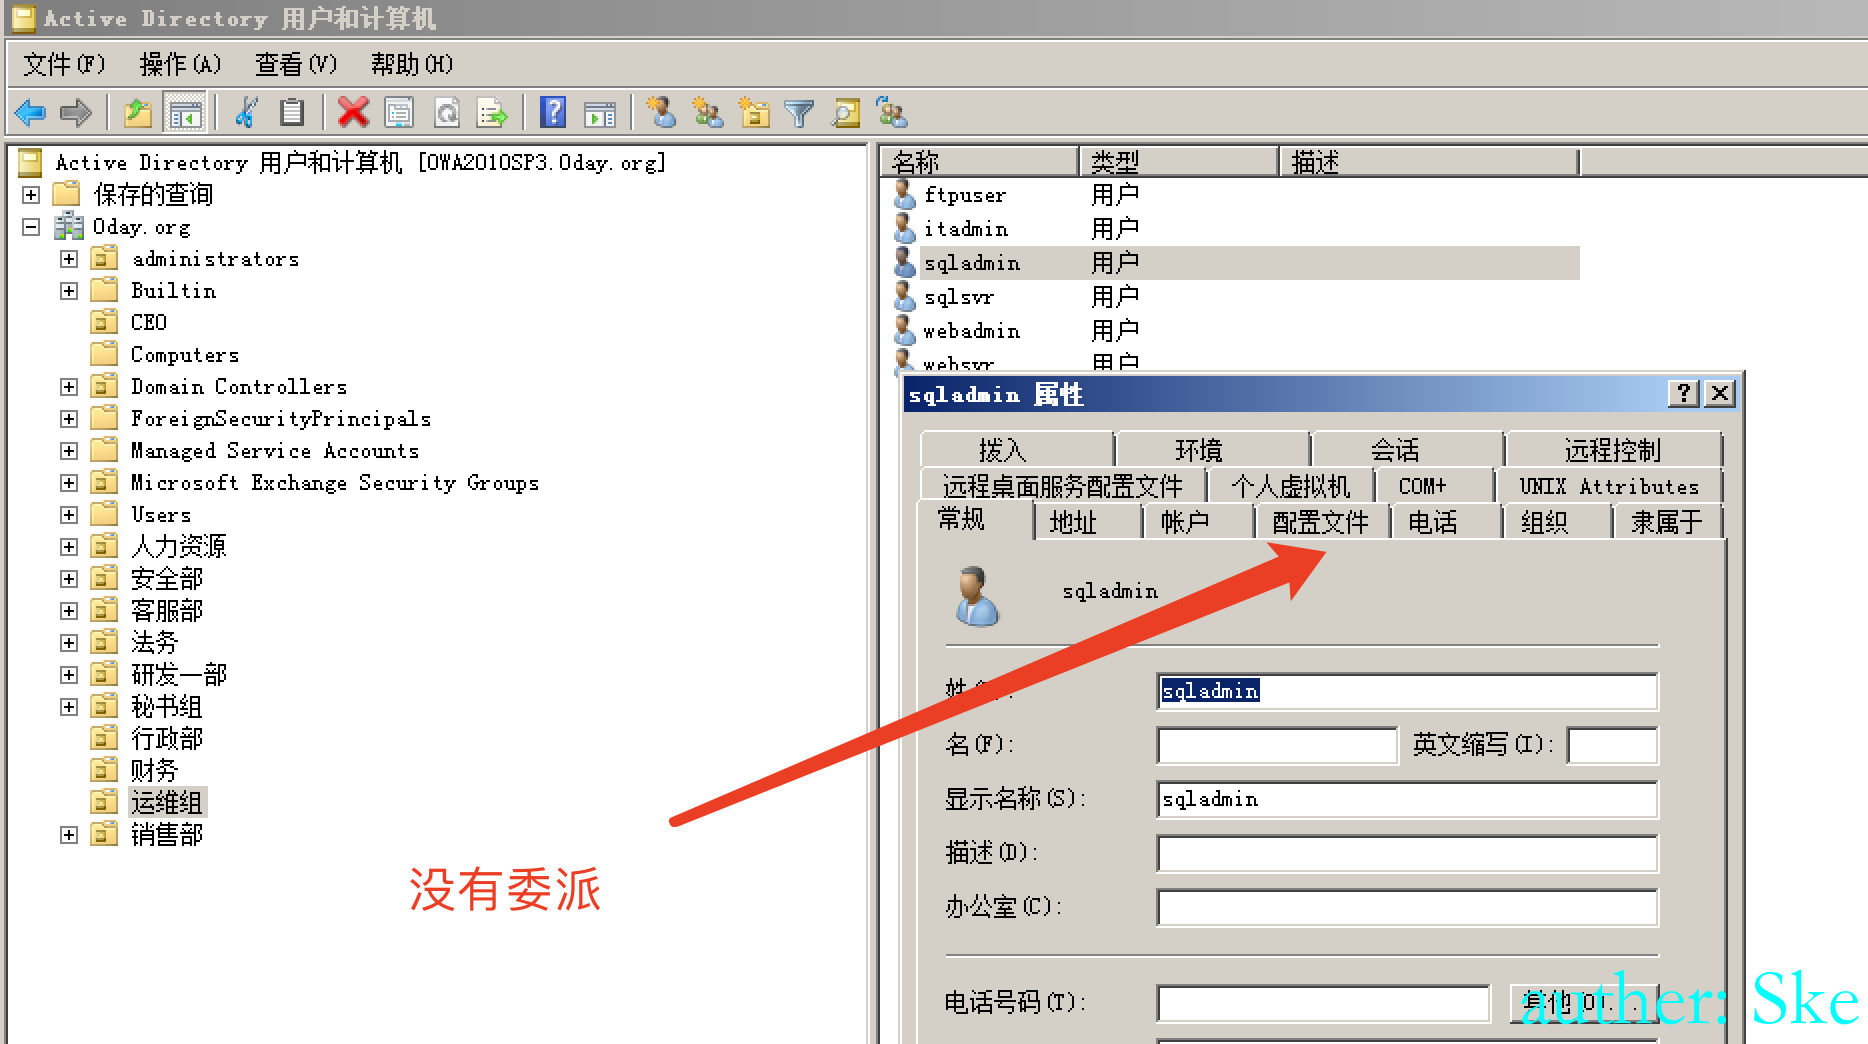 Active Directory 用户和计算机
文件(F) 操作(A) 查看(V) 帮助(H)
Active Directory 用户和计算机 [OWA2010SP3.0day.org]
保存的查询
0day.org
administrators
Builtin
CEO
Computers
Domain Controllers
ForeignSecurityPrincipals
Managed Service Accounts
Microsoft Exchange Security Groups
Users
人力资源
安全部
客服部
法务
研发一部
秘书组
行政部
财务
运维组
销售部
没有委派
名称 类型 描述
ftpuser 用户
itadmin 用户
sqladmin 用户
sqlsvr 用户
webadmin 用户
websvr 用户
sqladmin 属性
拨入 环境 会话 远程控制
远程桌面服务配置文件 个人虚拟机 COM+ UNIX Attributes
常规 地址 帐户 配置文件 电话 组织 隶属于
sqladmin
姓 sqladmin
名(F): 英文缩写(I):
显示名称(S): sqladmin
描述(D):
办公室(C):
电话号码(T): 其他(O)...
auther: Ske